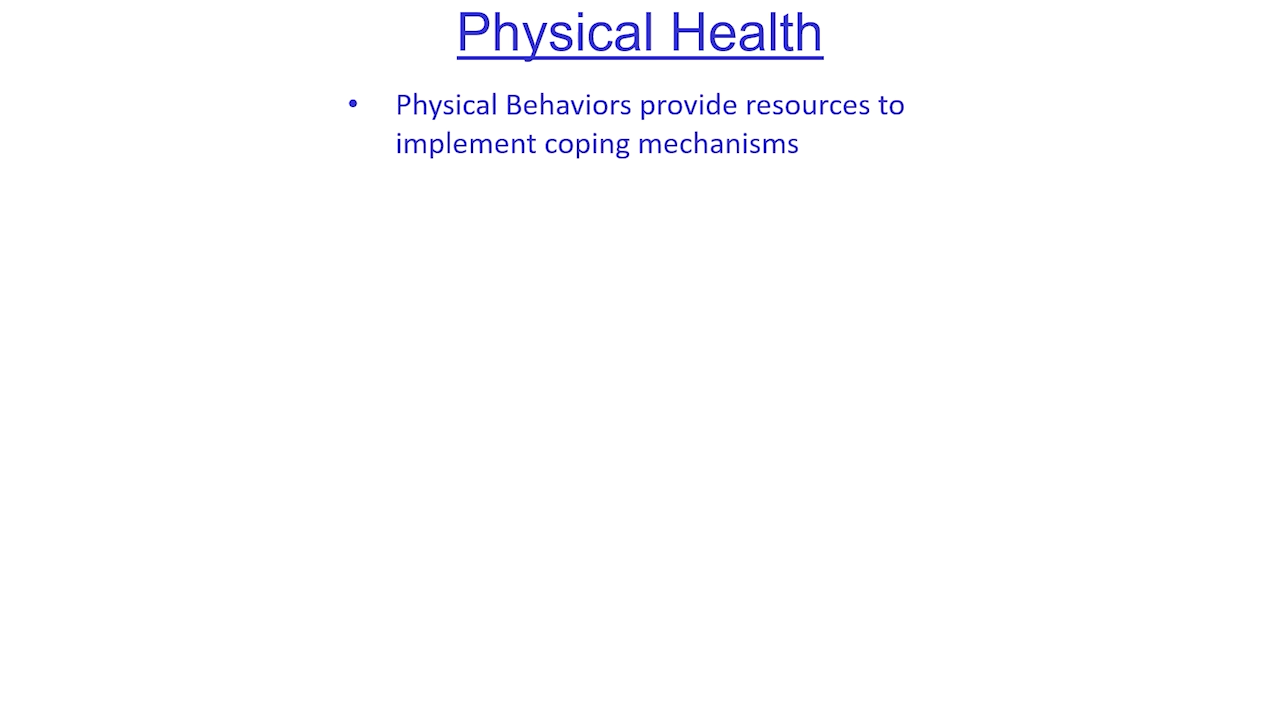 Physical Health
• Physical Behaviors provide resources to
implement coping mechanisms